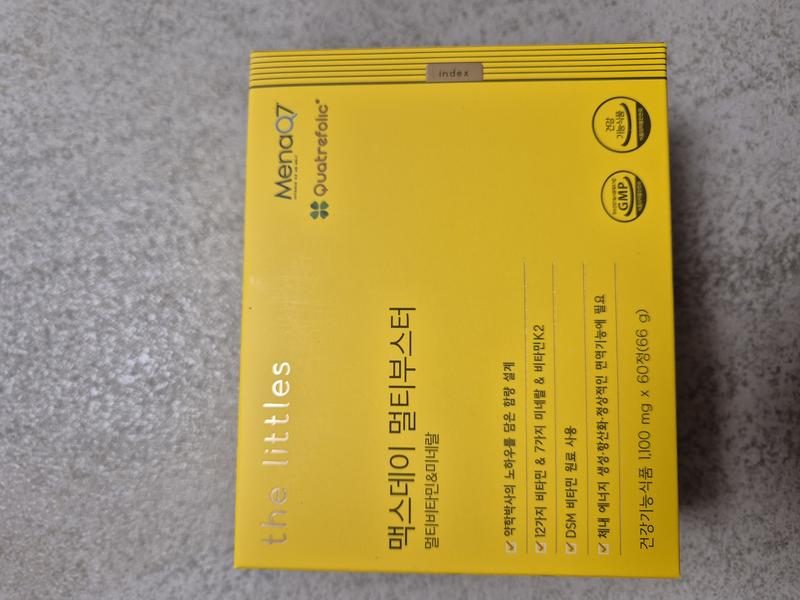 the littles
MenaQ7
Quatrefolic®
index
맥스데이 멀티부스터
멀티비타민&미네랄
약학박사의 노하우를 담은 함량 설계
12가지 비타민 & 7가지 미네랄 & 비타민K2
DSM 비타민 원료 사용
체내 에너지 생성·항산화·정상적인 면역기능에 필요
건강기능식품 1,100 mg x 60정(66 g)
GMP
건강
기능식품